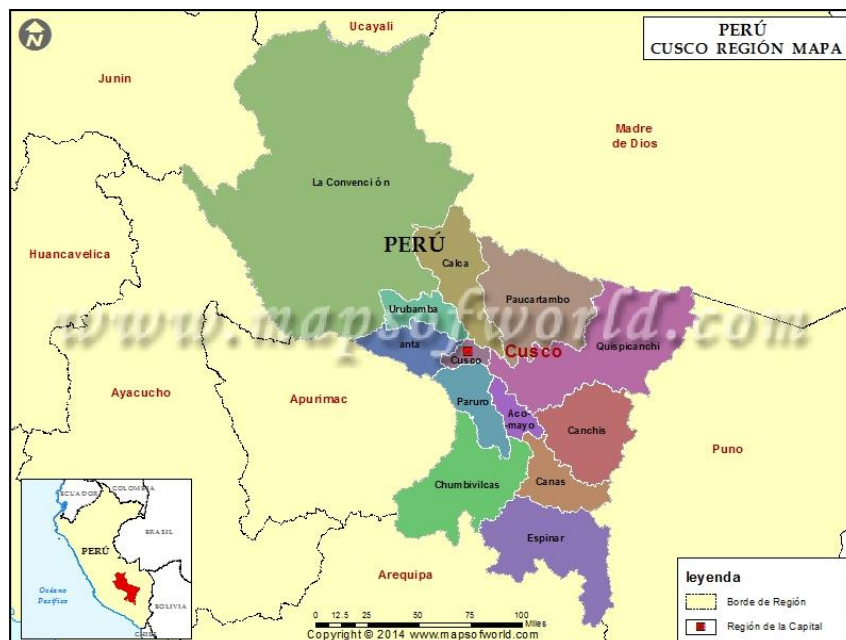 PERÚ
CUSCO REGIÓN MAPA
N
Ucayali
Junin
Madre
de Dios
La Convención
PERÚ
Calca
Huancavelica
Paucartambo
Urubamba
www.mapsofworld.com
anta
Cusco
Cusco
Quispicanchi
Ayacucho
Apurimac
Paruro
Aco-
mayo
Canchis
Puno
Chumbivilcas
Canas
Espinar
Arequipa
ECUADOR
COLOMBIA
BRASIL
PERÚ
Océano
Pacífico
BOLIVIA
leyenda
Borde de Región
Región de la Capital
0 12.5 25 50 75 100
Miles
Copyright © 2014 www.mapsofworld.com